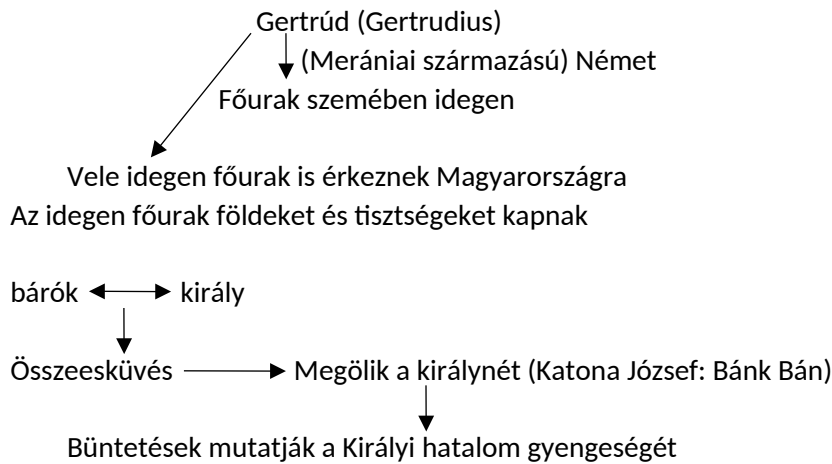 Gertrúd (Gertrudius)
(Merániai származású) Német
Főurak szemében idegen
Vele idegen főurak is érkeznek Magyarországra
Az idegen főurak földeket és tisztségeket kapnak
bárók király
Összeesküvés Megölik a királynét (Katona József: Bánk Bán)
Büntetések mutatják a Királyi hatalom gyengeségét